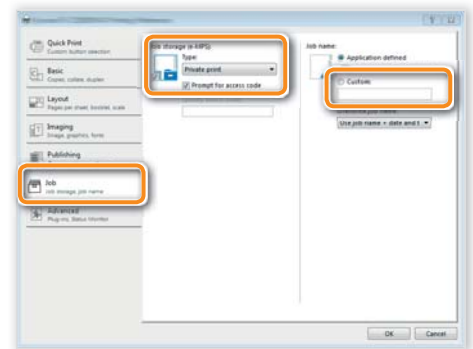 Quick Print
Custom button selection
Basic
Copies, collate, duplex
Layout
Pages per sheet, booklet, scale
Imaging
Image, graphics, fonts
Publishing
Job
Job storage, job name
Advanced
Plug-ins, Status Monitor
Job storage (e-MPS)
Type:
Private print
Prompt for access code
Job name:
Application defined
Custom:
Use job name + date and t
OK
Cancel